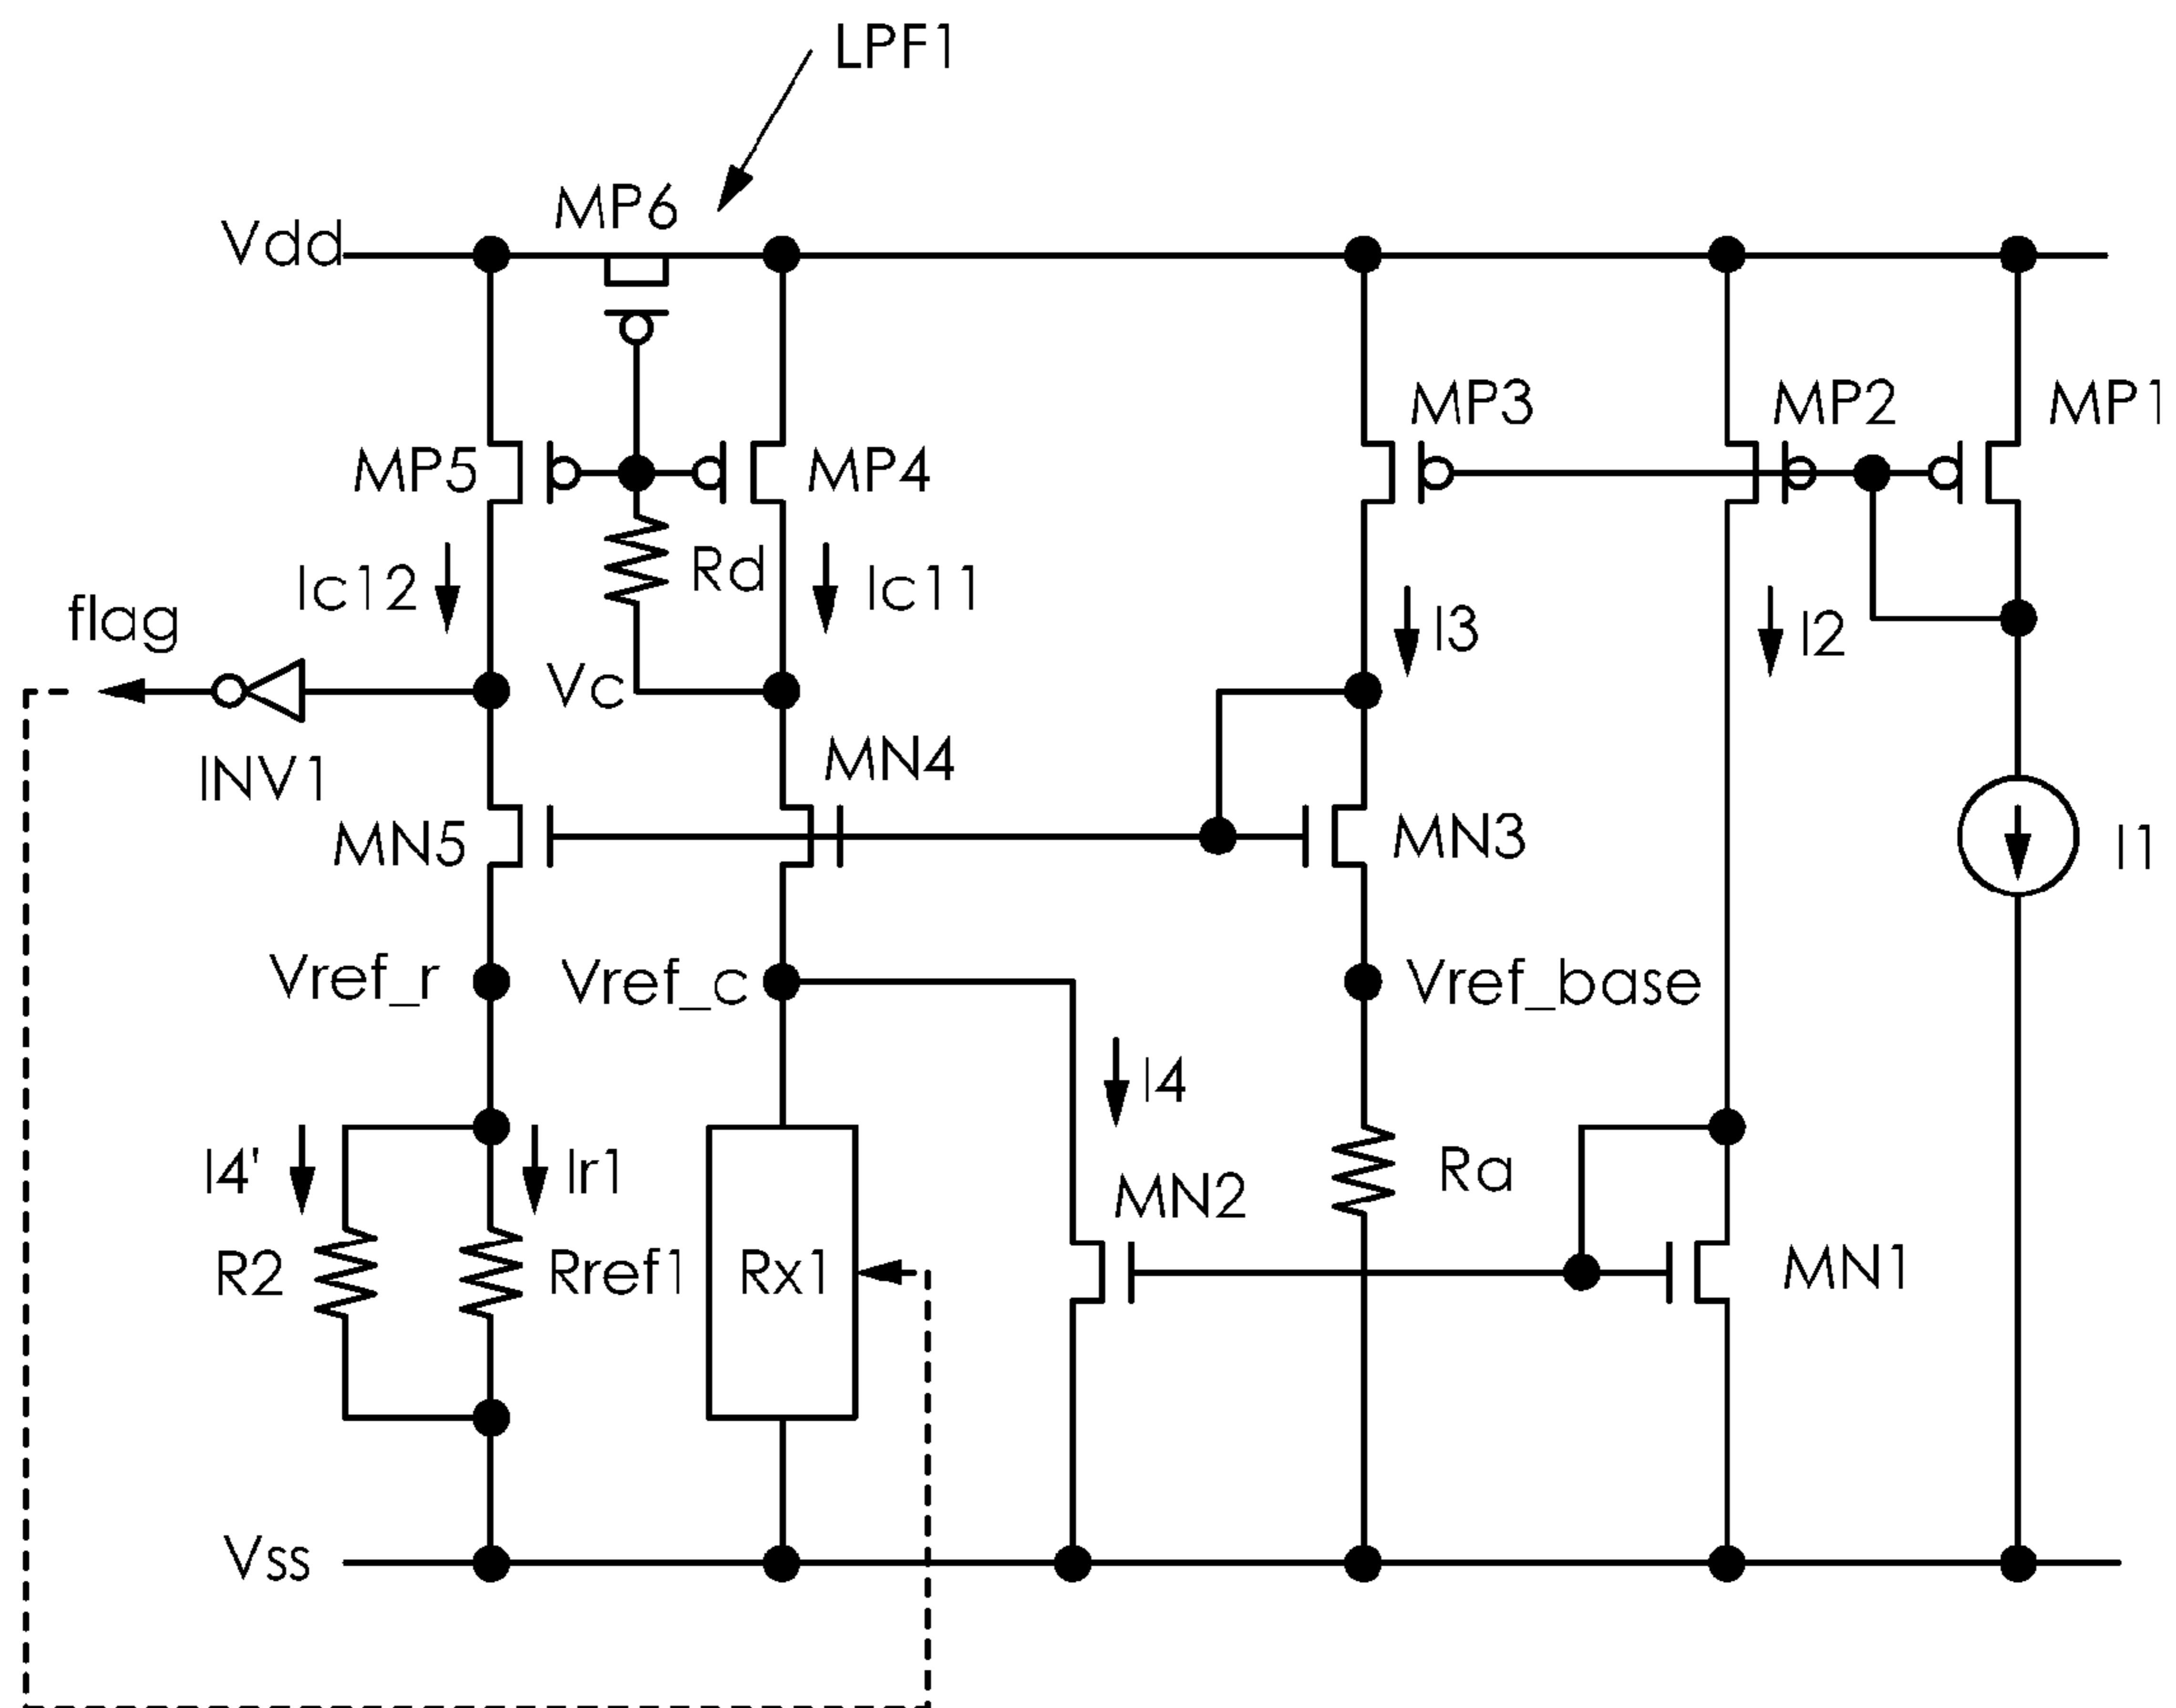 LPF1
MP6
Vdd
MP3
MP2
MP1
MP5
MP4
Rd
Ic12
Ic11
flag
I3
I2
Vc
MN4
INV1
MN5
MN3
I1
Vref_r
Vref_c
Vref_base
I4
I4'
Ir1
Ra
MN2
R2
Rref1
Rx1
MN1
Vss